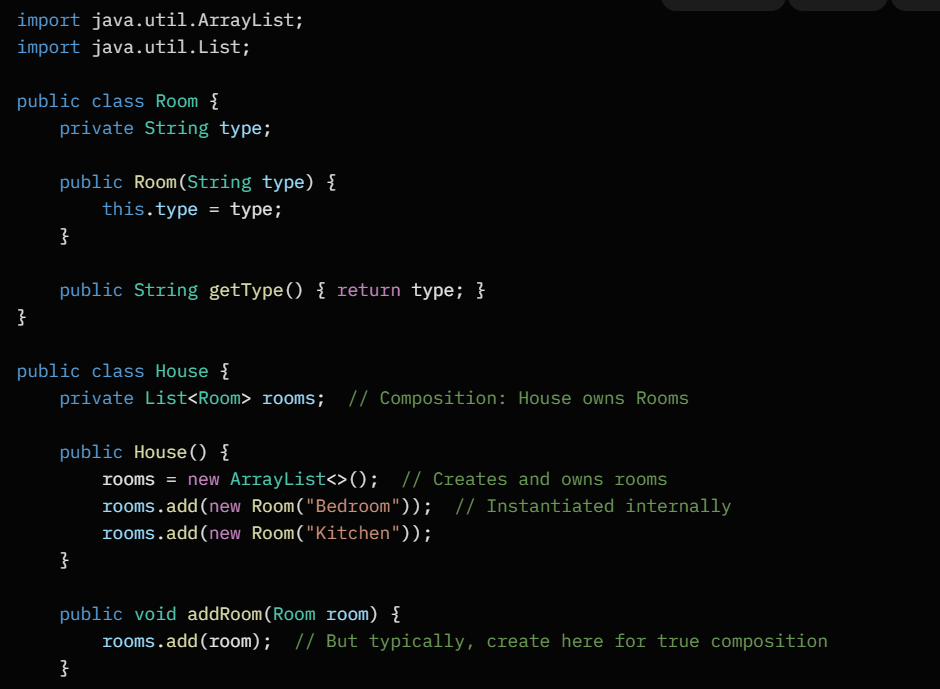 import java.util.ArrayList;
import java.util.List;
public class Room {
    private String type;
    public Room(String type) {
        this.type = type;
    }
    public String getType() { return type; }
}
public class House {
    private List<Room> rooms;  // Composition: House owns Rooms
    public House() {
        rooms = new ArrayList<>();  // Creates and owns rooms
        rooms.add(new Room("Bedroom"));  // Instantiated internally
        rooms.add(new Room("Kitchen"));
    }
    public void addRoom(Room room) {
        rooms.add(room);  // But typically, create here for true composition
    }